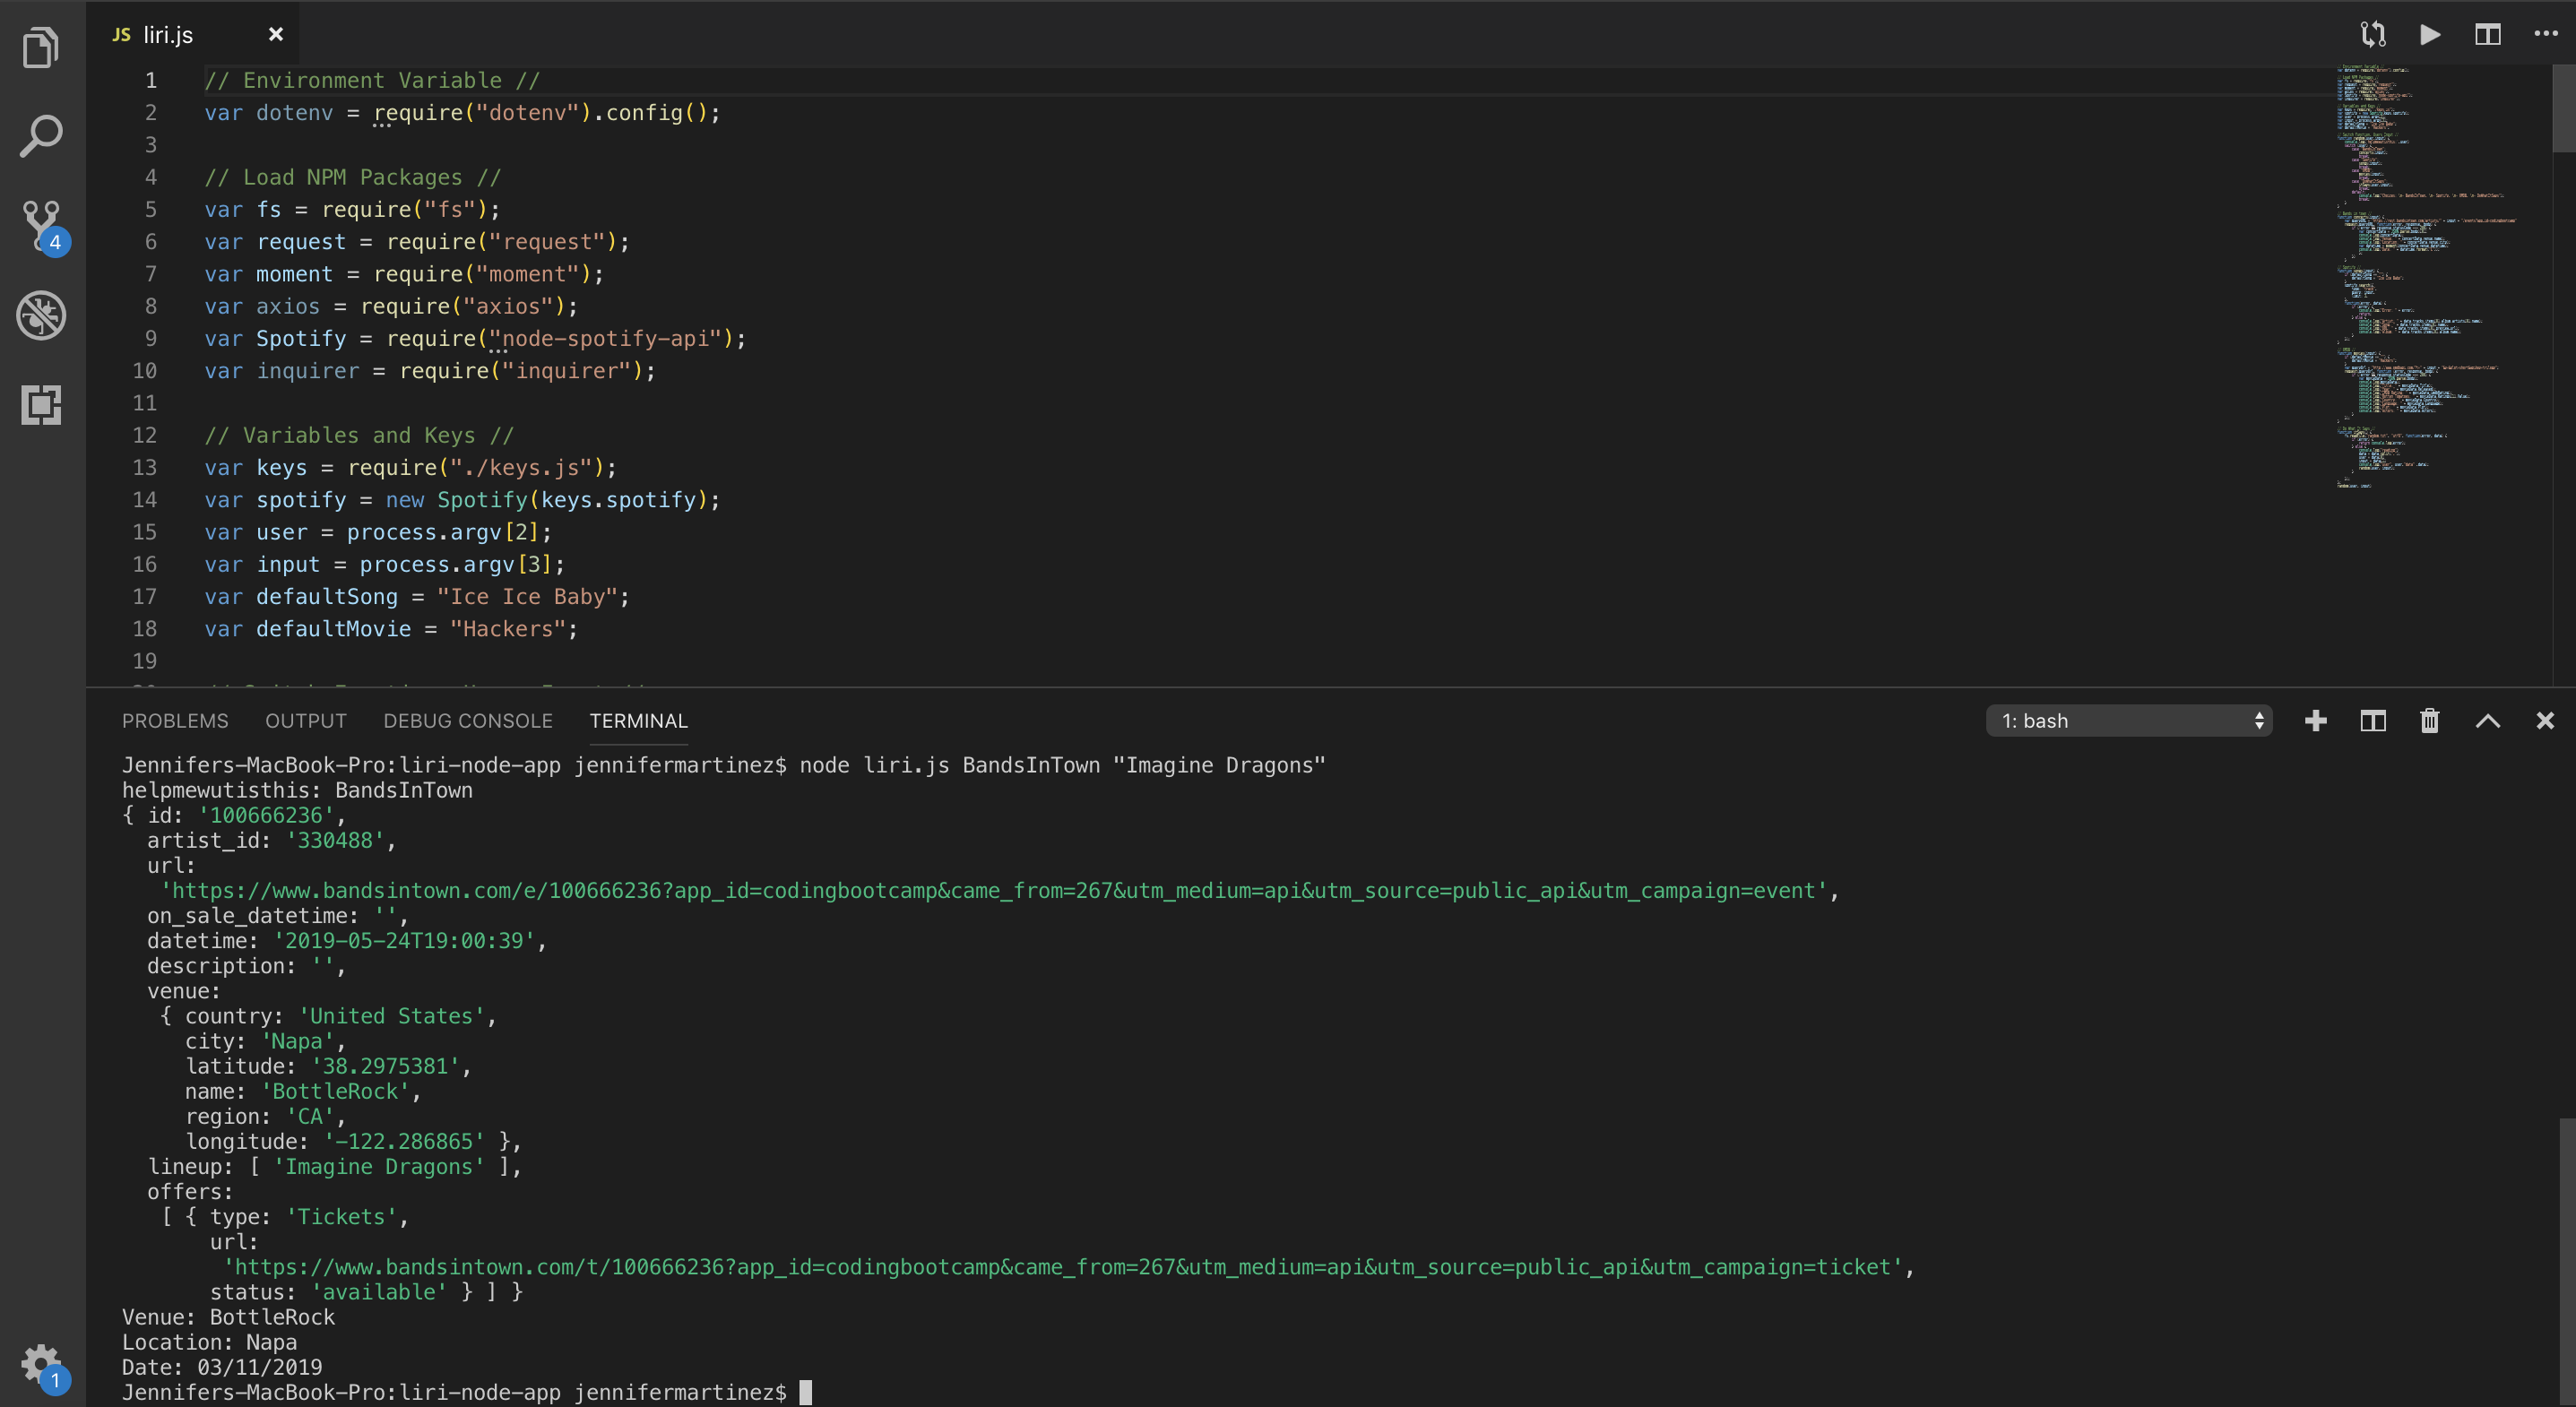 JS liri.js
1 // Environment Variable //
2 var dotenv = require("dotenv").config();
3
4 // Load NPM Packages //
5 var fs = require("fs");
6 var request = require("request");
7 var moment = require("moment");
8 var axios = require("axios");
9 var Spotify = require("node-spotify-api");
10 var inquirer = require("inquirer");
11
12 // Variables and Keys //
13 var keys = require("./keys.js");
14 var spotify = new Spotify(keys.spotify);
15 var user = process.argv[2];
16 var input = process.argv[3];
17 var defaultSong = "Ice Ice Baby";
18 var defaultMovie = "Hackers";
19
4
1
PROBLEMS OUTPUT DEBUG CONSOLE TERMINAL 1: bash
Jennifers-MacBook-Pro:liri-node-app jennifermartinez$ node liri.js BandsInTown "Imagine Dragons"
helpmewutisthis: BandsInTown
{ id: '100666236',
artist_id: '330488',
url:
'https://www.bandsintown.com/e/100666236?app_id=codingbootcamp&came_from=267&utm_medium=api&utm_source=public_api&utm_campaign=event',
on_sale_datetime: '',
datetime: '2019-05-24T19:00:39',
description: '',
venue:
{ country: 'United States',
city: 'Napa',
latitude: '38.2975381',
name: 'BottleRock',
region: 'CA',
longitude: '-122.286865' },
lineup: [ 'Imagine Dragons' ],
offers:
[ { type: 'Tickets',
url:
'https://www.bandsintown.com/t/100666236?app_id=codingbootcamp&came_from=267&utm_medium=api&utm_source=public_api&utm_campaign=ticket',
status: 'available' } ] }
Venue: BottleRock
Location: Napa
Date: 03/11/2019
Jennifers-MacBook-Pro:liri-node-app jennifermartinez$